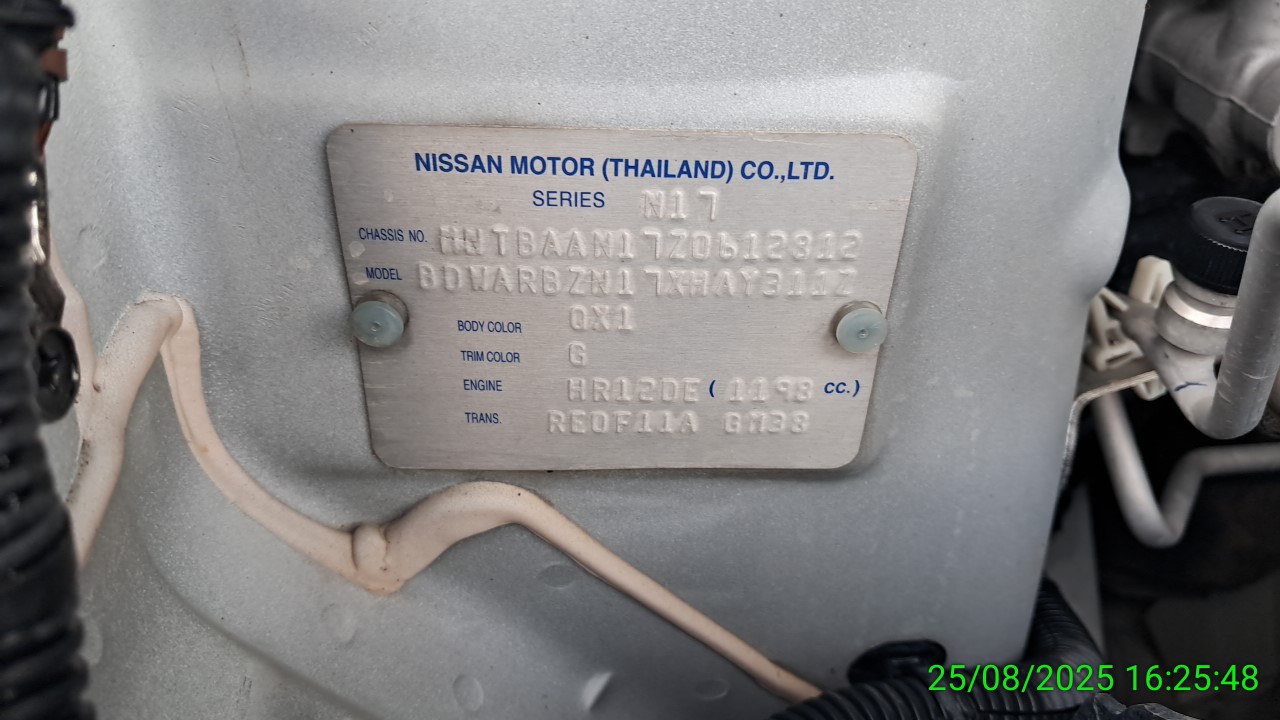 NISSAN MOTOR (THAILAND) CO.,LTD.
SERIES N17
CHASSIS NO. MNTBAAN17Z0612812
MODEL BDWARBZN17XHAY311Z
BODY COLOR QX1
TRIM COLOR G
ENGINE HR12DE ( 1198 CC.)
TRANS. RE0F11A GM38
25/08/2025 16:25:48